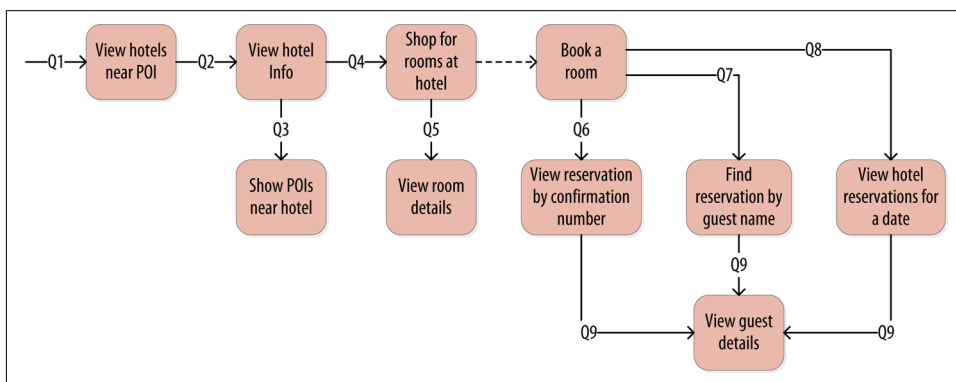 Q1
View hotels
near POI
Q2
View hotel
Info
Q4
Shop for
rooms at
hotel
Book a
room
Q8
Q7
Q3
Q5
Q6
Show POIs
near hotel
View room
details
View reservation
by confirmation
number
Find
reservation by
guest name
View hotel
reservations for
a date
Q9
Q9
View guest
details
Q9